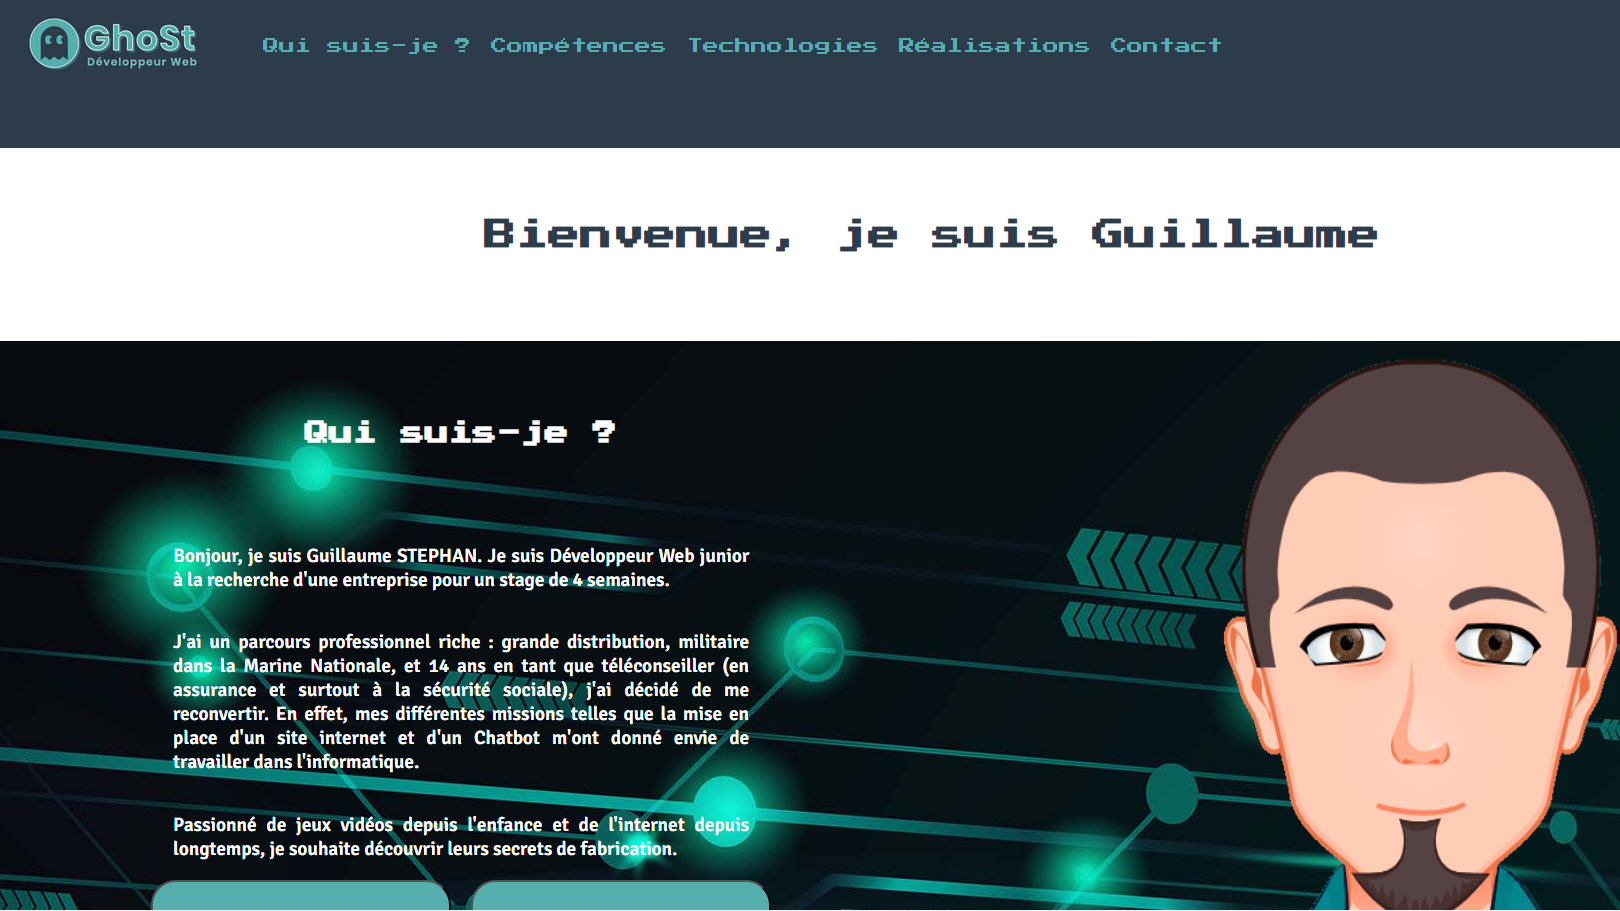 GhoSt
Développeur Web
Qui suis-je ? Compétences Technologies Réalisations Contact
Bienvenue, je suis Guillaume
Qui suis-je ?
Bonjour, je suis Guillaume STEPHAN. Je suis Développeur Web junior
à la recherche d'une entreprise pour un stage de 4 semaines.
J'ai un parcours professionnel riche : grande distribution, militaire
dans la Marine Nationale, et 14 ans en tant que téléconseiller (en
assurance et surtout à la sécurité sociale), j'ai décidé de me
reconvertir. En effet, mes différentes missions telles que la mise en
place d'un site internet et d'un Chatbot m'ont donné envie de
travailler dans l'informatique.
Passionné de jeux vidéos depuis l'enfance et de l'internet depuis
longtemps, je souhaite découvrir leurs secrets de fabrication.